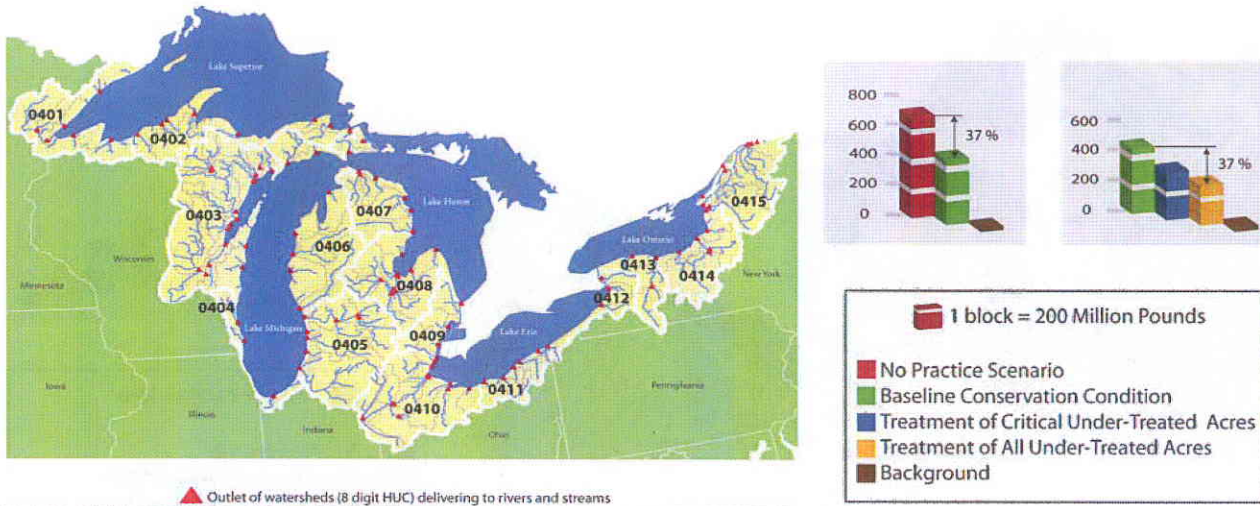 Lake Superior
0401
0402
0403
0407
Lake Huron
0406
Wisconsin
Minnesota
0404
0408
Lake Michigan
0405
0409
Iowa
Illinois
Indiana
0410
Ohio
0411
Lake Erie
0412
0413
0414
0415
Lake Ontario
New York
Pennsylvania
Outlet of watersheds (8 digit HUC) delivering to rivers and streams
800
600
400
200
0
37 %
600
400
200
0
37 %
1 block = 200 Million Pounds
No Practice Scenario
Baseline Conservation Condition
Treatment of Critical Under-Treated Acres
Treatment of All Under-Treated Acres
Background